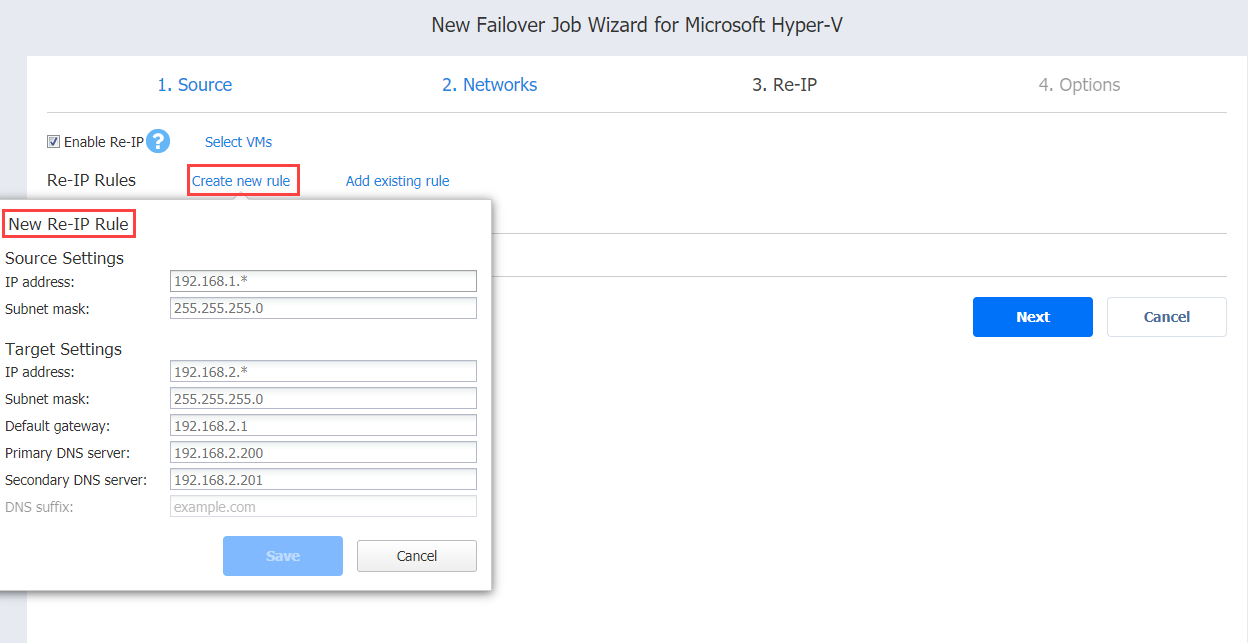 New Failover Job Wizard for Microsoft Hyper-V
1. Source 2. Networks 3. Re-IP 4. Options
Enable Re-IP ? Select VMs
Re-IP Rules Create new rule Add existing rule
New Re-IP Rule
Source Settings
IP address: 192.168.1.*
Subnet mask: 255.255.255.0
Next Cancel
Target Settings
IP address: 192.168.2.*
Subnet mask: 255.255.255.0
Default gateway: 192.168.2.1
Primary DNS server: 192.168.2.200
Secondary DNS server: 192.168.2.201
DNS suffix: example.com
Save Cancel